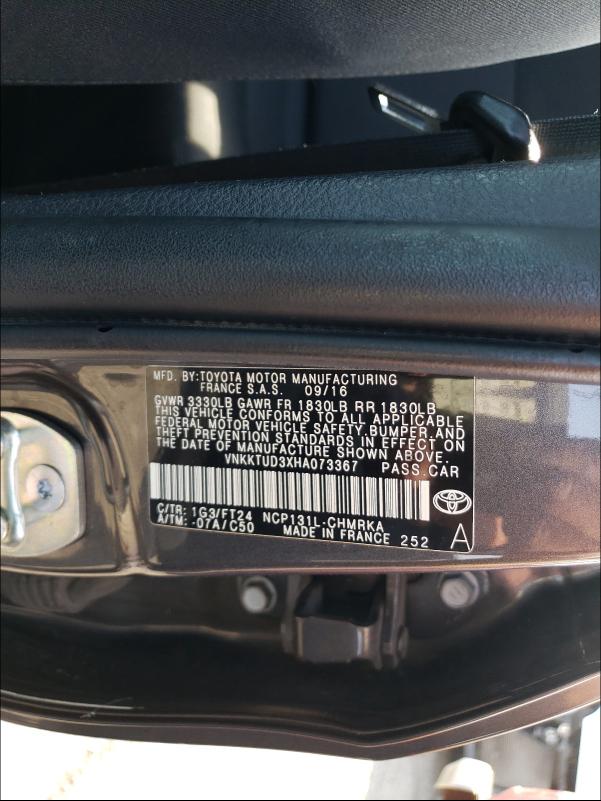 MFD. BY:TOYOTA MOTOR MANUFACTURING
FRANCE S.A.S. 09/16
GVWR 3330LB GAWR FR 1830LB RR 1830LB
THIS VEHICLE CONFORMS TO ALL APPLICABLE
FEDERAL MOTOR VEHICLE SAFETY,BUMPER,AND
THEFT PREVENTION STANDARDS IN EFFECT ON
THE DATE OF MANUFACTURE SHOWN ABOVE.
VNKKTUD3XHA073367 PASS.CAR
C/TR: 1G3/FT24 NCP131L-CHMRKA
A/TM: -07A/C50 MADE IN FRANCE 252 A